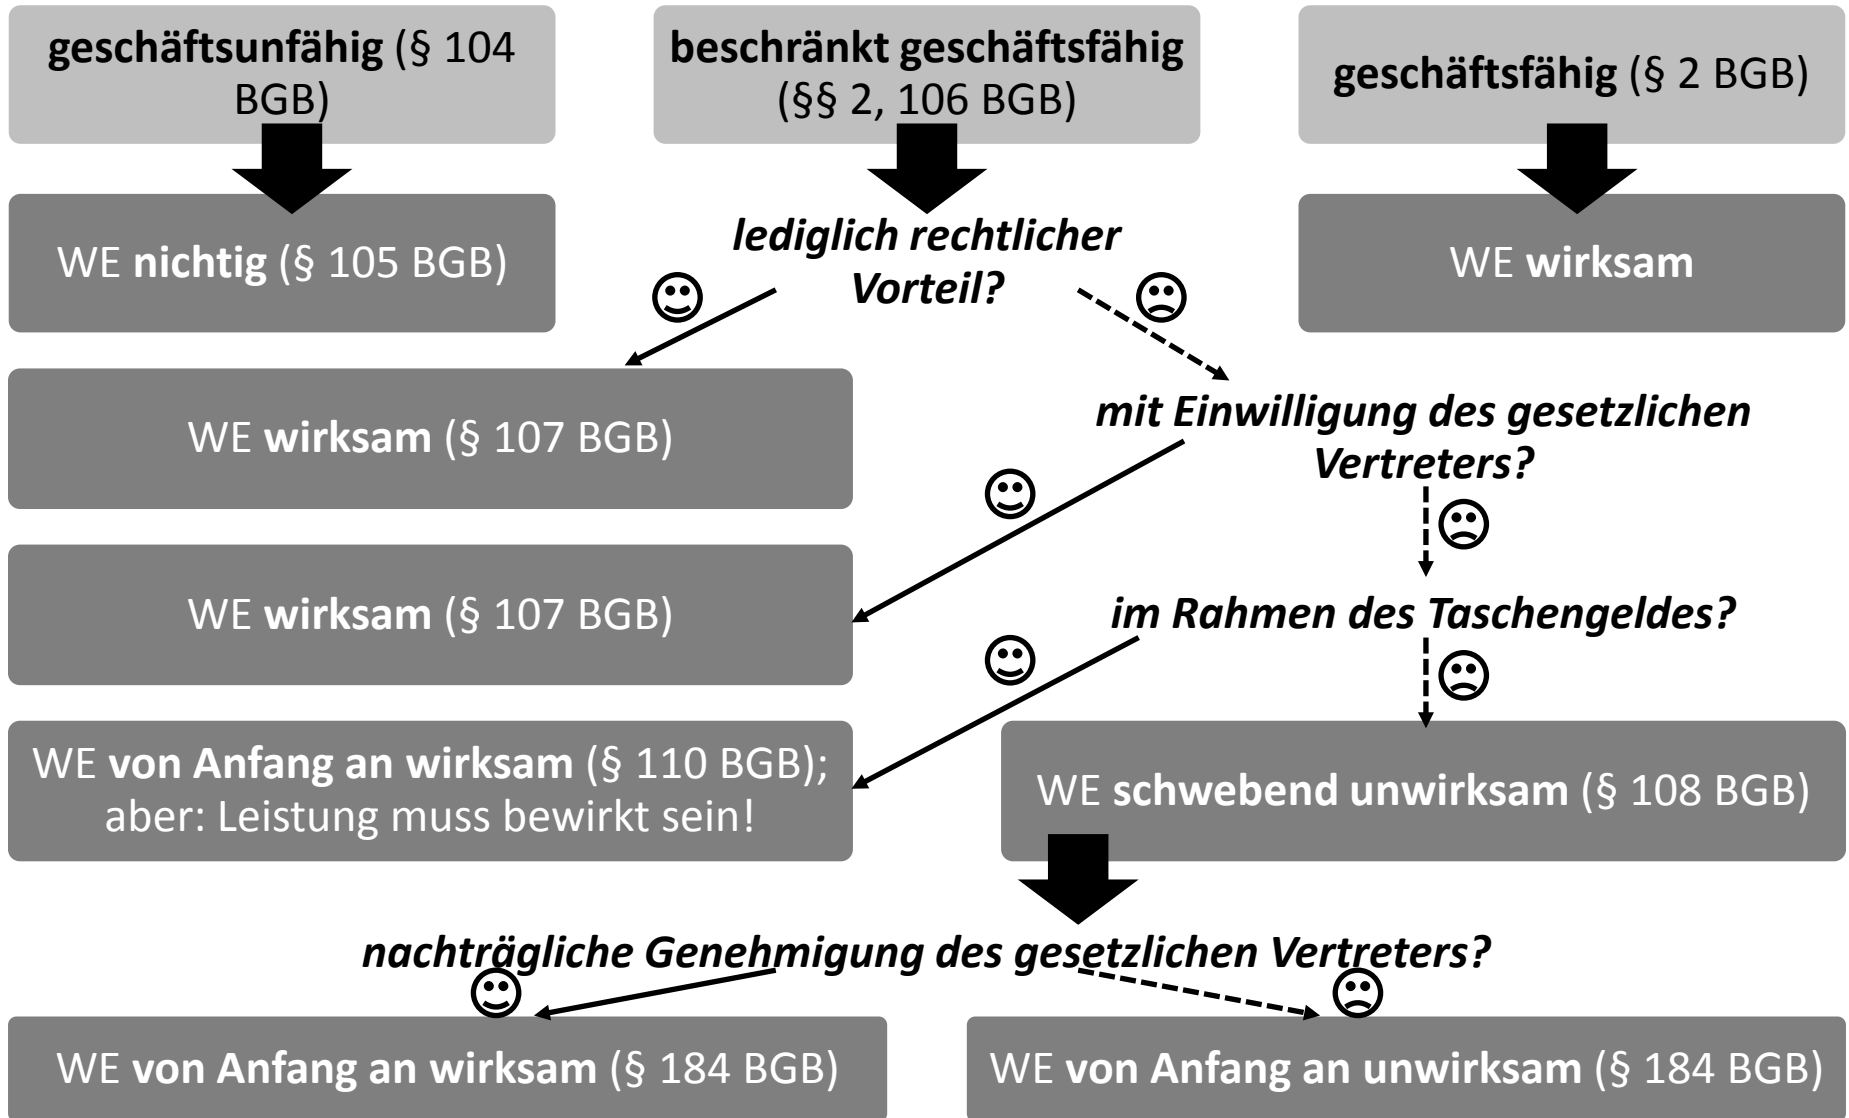 geschäftsunfähig (§ 104
BGB)
beschränkt geschäftsfähig
(§§ 2, 106 BGB)
geschäftsfähig (§ 2 BGB)
WE nichtig (§ 105 BGB)
lediglich rechtlicher
Vorteil?
WE wirksam
WE wirksam (§ 107 BGB)
mit Einwilligung des gesetzlichen
Vertreters?
WE wirksam (§ 107 BGB)
im Rahmen des Taschengeldes?
WE von Anfang an wirksam (§ 110 BGB);
aber: Leistung muss bewirkt sein!
WE schwebend unwirksam (§ 108 BGB)
nachträgliche Genehmigung des gesetzlichen Vertreters?
WE von Anfang an wirksam (§ 184 BGB)
WE von Anfang an unwirksam (§ 184 BGB)